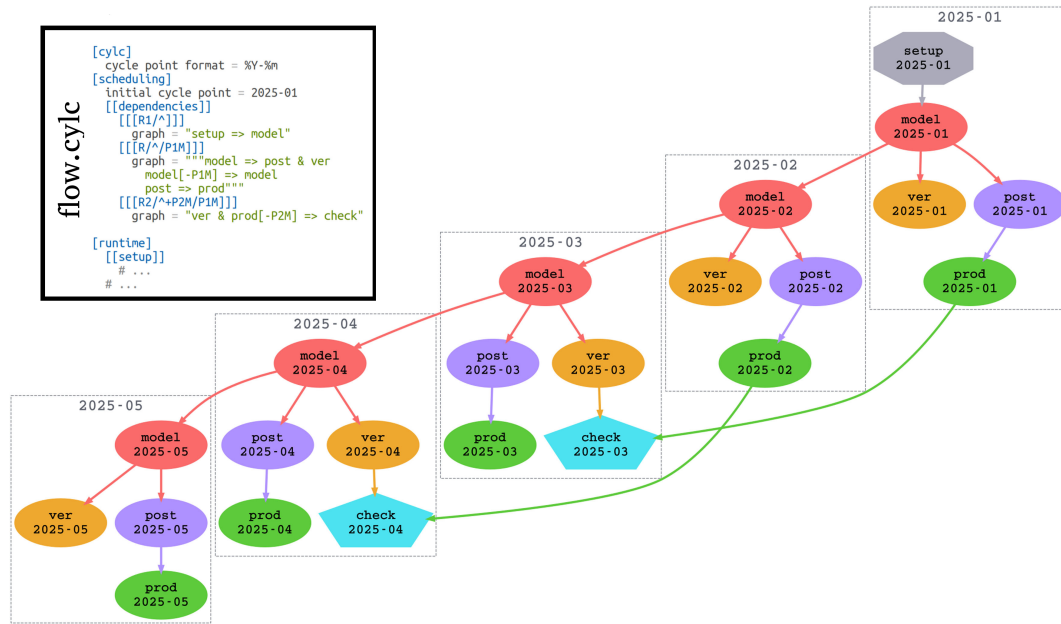 flow.cylc
[cylc]
cycle point format = %Y-%m
[scheduling]
initial cycle point = 2025-01
[[dependencies]]
[[[R1/^]]]
graph = "setup => model"
[[[R/^/P1M]]]
graph = """model => post & ver
model[-P1M] => model
post => prod"""
[[[R2/^+P2M/P1M]]]
graph = "ver & prod[-P2M] => check"
[runtime]
[[setup]]
# ...
# ...
2025-01
setup
2025-01
model
2025-01
ver
2025-01
post
2025-01
prod
2025-01
2025-02
model
2025-02
ver
2025-02
post
2025-02
prod
2025-02
2025-03
model
2025-03
post
2025-03
ver
2025-03
prod
2025-03
check
2025-03
2025-04
model
2025-04
post
2025-04
ver
2025-04
prod
2025-04
check
2025-04
2025-05
model
2025-05
ver
2025-05
post
2025-05
prod
2025-05